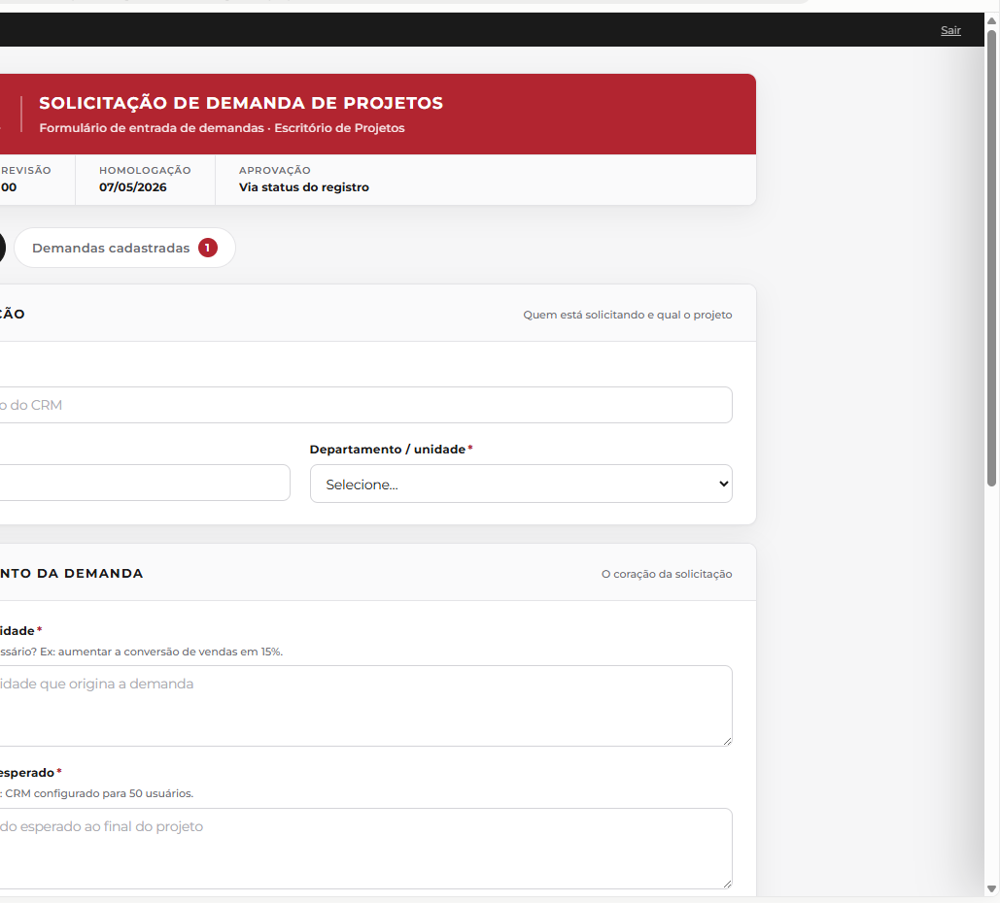 Sair
SOLICITAÇÃO DE DEMANDA DE PROJETOS
Formulário de entrada de demandas · Escritório de Projetos
REVISÃO
00
HOMOLOGAÇÃO
07/05/2026
APROVAÇÃO
Via status do registro
Demandas cadastradas 1
ÇÃO
Quem está solicitando e qual o projeto
o do CRM
Departamento / unidade *
Selecione...
NTO DA DEMANDA
O coração da solicitação
idade *
ssário? Ex: aumentar a conversão de vendas em 15%.
idade que origina a demanda
esperado *
: CRM configurado para 50 usuários.
do esperado ao final do projeto